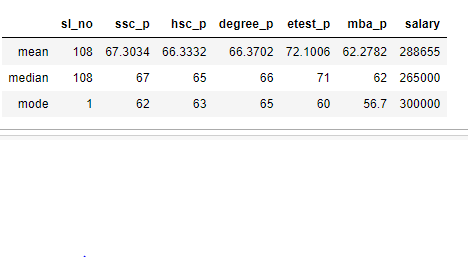 sl_no ssc_p hsc_p degree_p etest_p mba_p salary
mean 108 67.3034 66.3332 66.3702 72.1006 62.2782 288655
median 108 67 65 66 71 62 265000
mode 1 62 63 65 60 56.7 300000